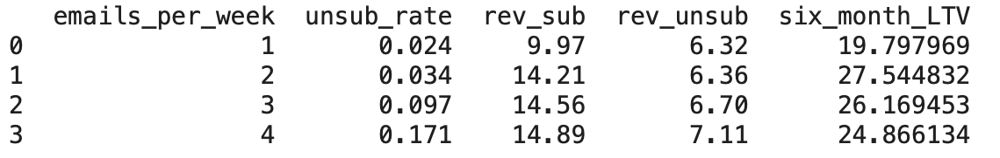 emails_per_week unsub_rate rev_sub rev_unsub six_month_LTV
0 1 0.024 9.97 6.32 19.797969
1 2 0.034 14.21 6.36 27.544832
2 3 0.097 14.56 6.70 26.169453
3 4 0.171 14.89 7.11 24.866134